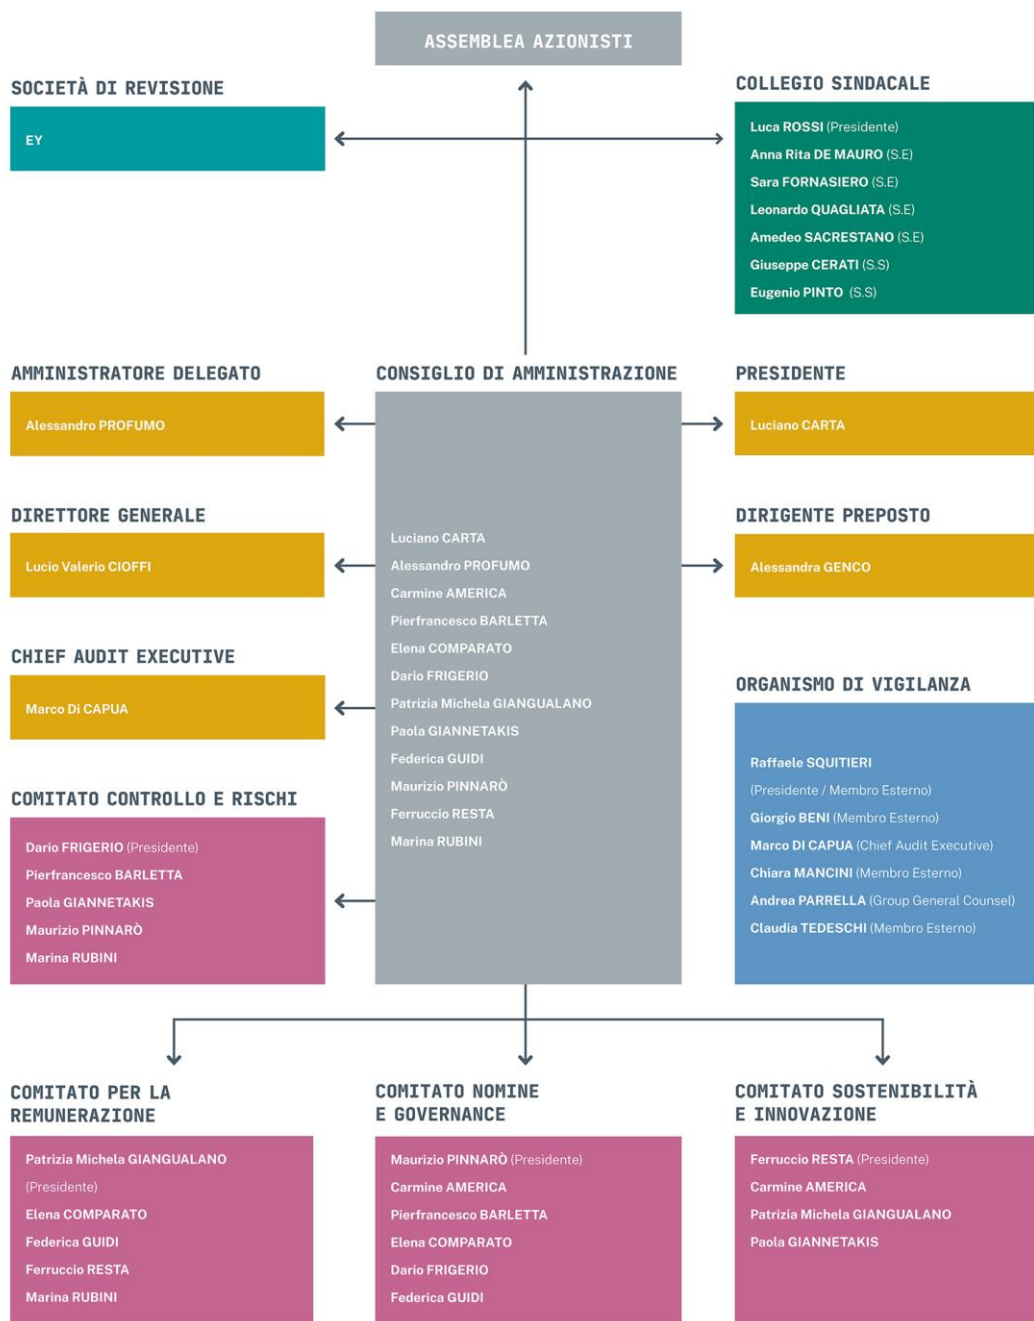 ASSEMBLEA AZIONISTI
SOCIETÀ DI REVISIONE
EY
COLLEGIO SINDACALE
Luca ROSSI (Presidente)
Anna Rita DE MAURO (S.E)
Sara FORNASIERO (S.E)
Leonardo QUAGLIATA (S.E)
Amedeo SACRESTANO (S.E)
Giuseppe CERATI (S.S)
Eugenio PINTO (S.S)
AMMINISTRATORE DELEGATO
Alessandro PROFUMO
CONSIGLIO DI AMMINISTRAZIONE
Luciano CARTA
Alessandro PROFUMO
Carmine AMERICA
Pierfrancesco BARLETTA
Elena COMPARATO
Dario FRIGERIO
Patrizia Michela GIANGUALANO
Paola GIANNETAKIS
Federica GUIDI
Maurizio PINNARÒ
Ferruccio RESTA
Marina RUBINI
PRESIDENTE
Luciano CARTA
DIRETTORE GENERALE
Lucio Valerio CIOFFI
DIRIGENTE PREPOSTO
Alessandra GENCO
CHIEF AUDIT EXECUTIVE
Marco Di CAPUA
ORGANISMO DI VIGILANZA
Raffaele SQUITIERI
(Presidente / Membro Esterno)
Giorgio BENI (Membro Esterno)
Marco DI CAPUA (Chief Audit Executive)
Chiara MANCINI (Membro Esterno)
Andrea PARRELLA (Group General Counsel)
Claudia TEDESCHI (Membro Esterno)
COMITATO CONTROLLO E RISCHI
Dario FRIGERIO (Presidente)
Pierfrancesco BARLETTA
Paola GIANNETAKIS
Maurizio PINNARÒ
Marina RUBINI
COMITATO PER LA
REMUNERAZIONE
Patrizia Michela GIANGUALANO
(Presidente)
Elena COMPARATO
Federica GUIDI
Ferruccio RESTA
Marina RUBINI
COMITATO NOMINE
E GOVERNANCE
Maurizio PINNARÒ (Presidente)
Carmine AMERICA
Pierfrancesco BARLETTA
Elena COMPARATO
Dario FRIGERIO
Federica GUIDI
COMITATO SOSTENIBILITÀ
E INNOVAZIONE
Ferruccio RESTA (Presidente)
Carmine AMERICA
Patrizia Michela GIANGUALANO
Paola GIANNETAKIS